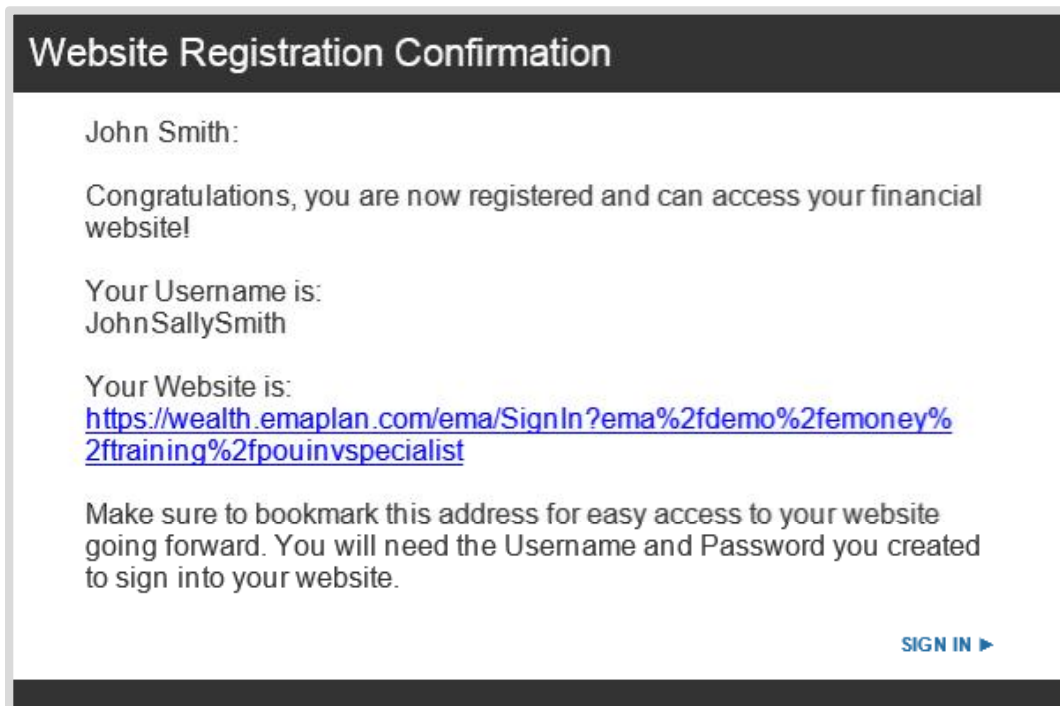 Website Registration Confirmation
John Smith:
Congratulations, you are now registered and can access your financial
website!
Your Username is:
JohnSallySmith
Your Website is:
https://wealth.emaplan.com/ema/SignIn?ema%2fdemo%2femoney%
2ftraining%2fpouinvspecialist
Make sure to bookmark this address for easy access to your website
going forward. You will need the Username and Password you created
to sign into your website.
SIGN IN ►